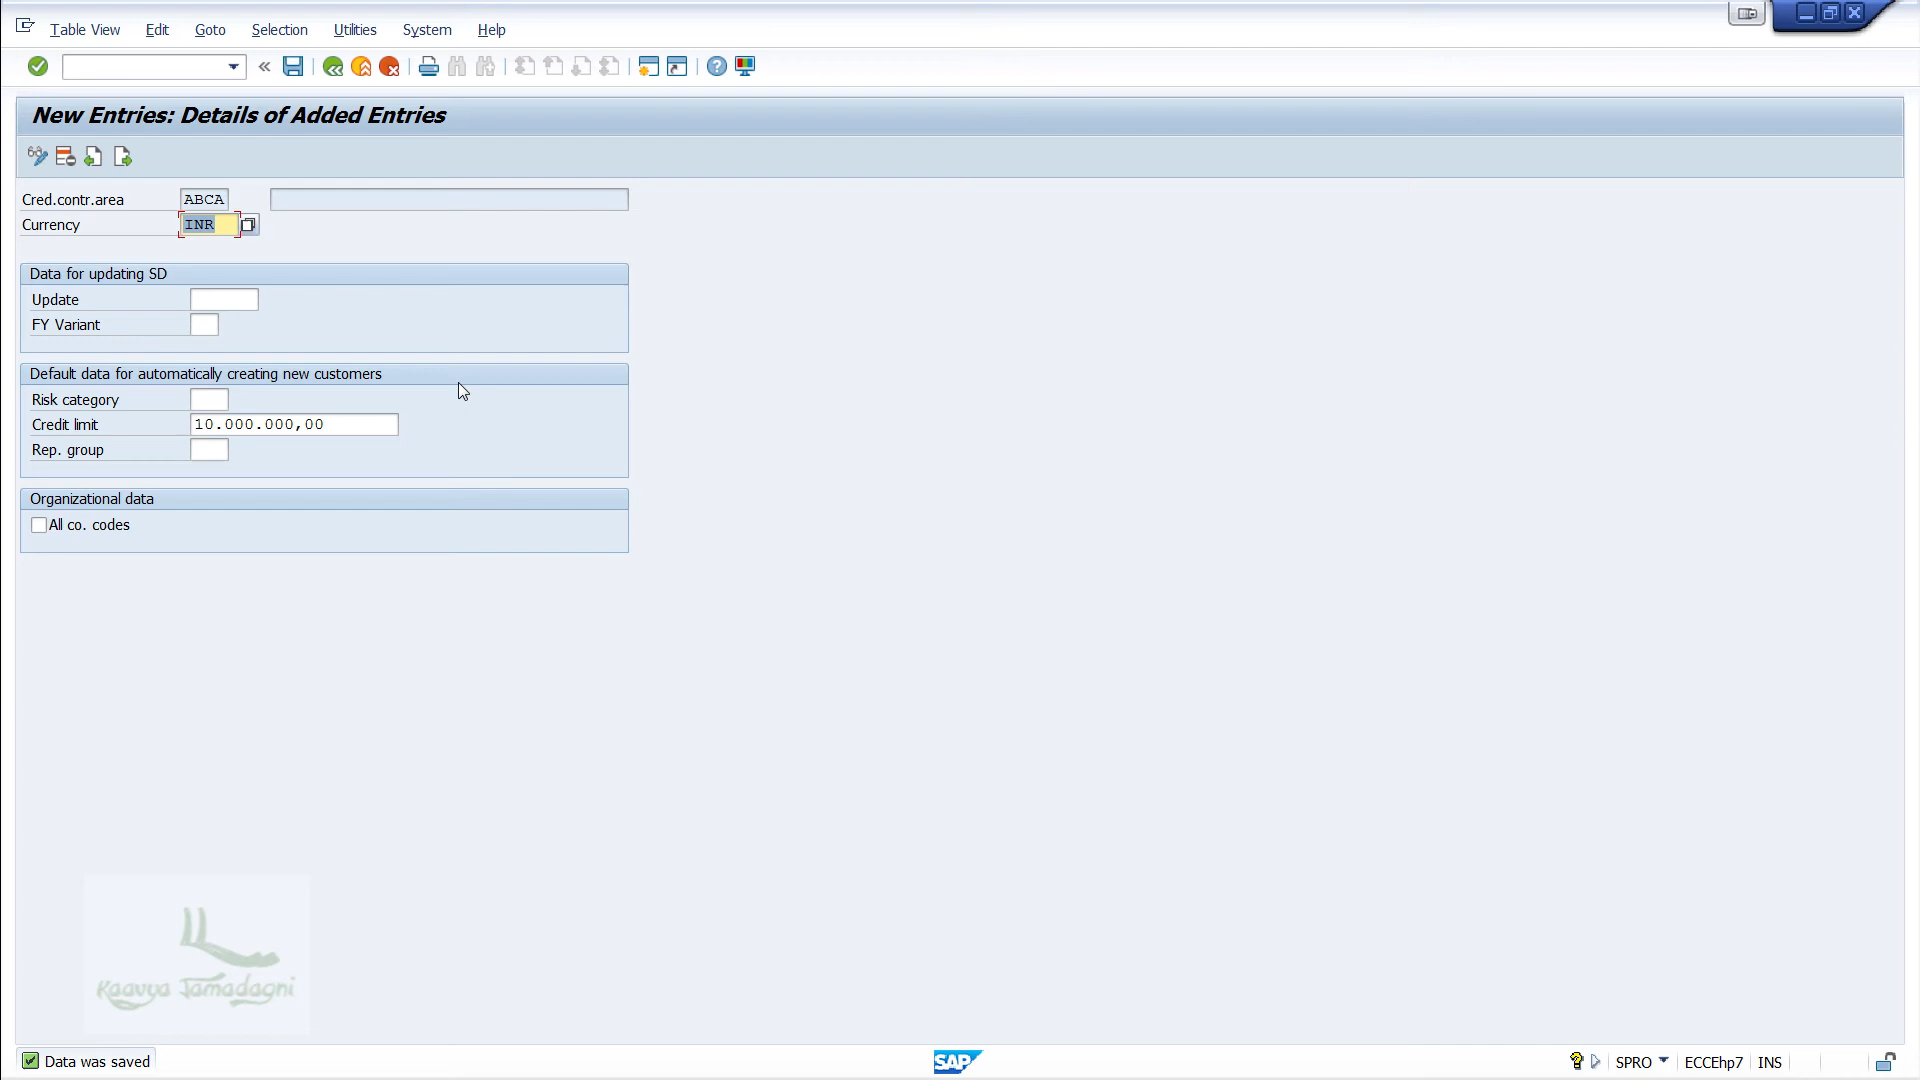 Table View Edit Goto Selection Utilities System Help
New Entries: Details of Added Entries
Cred.contr.area ABCA
Currency INR
Data for updating SD
Update
FY Variant
Default data for automatically creating new customers
Risk category
Credit limit 10.000.000,00
Rep. group
Organizational data
All co. codes
Kaavya Jamadagni
Data was saved SAP SPRO ECCEhp7 INS